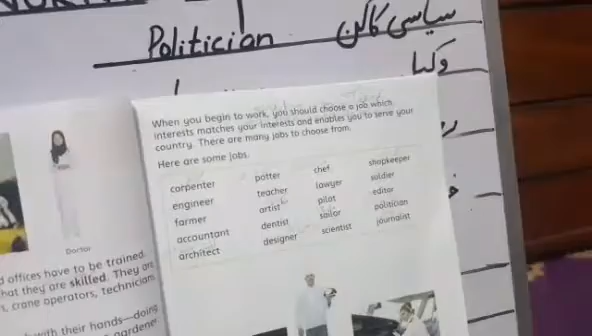 Politician سیاسی کارکن
When you begin to work, you should choose a job which
interests matches your interests and enables you to serve your
country. There are many jobs to choose from.
Here are some jobs.
carpenter potter chef shopkeeper
engineer teacher lawyer soldier
farmer artist pilot editor
accountant dentist sailor politician
architect designer scientist journalist
Doctor
offices have to be trained
hat they are skilled. They are
crane operators, technician
with their hands—doing
gardener